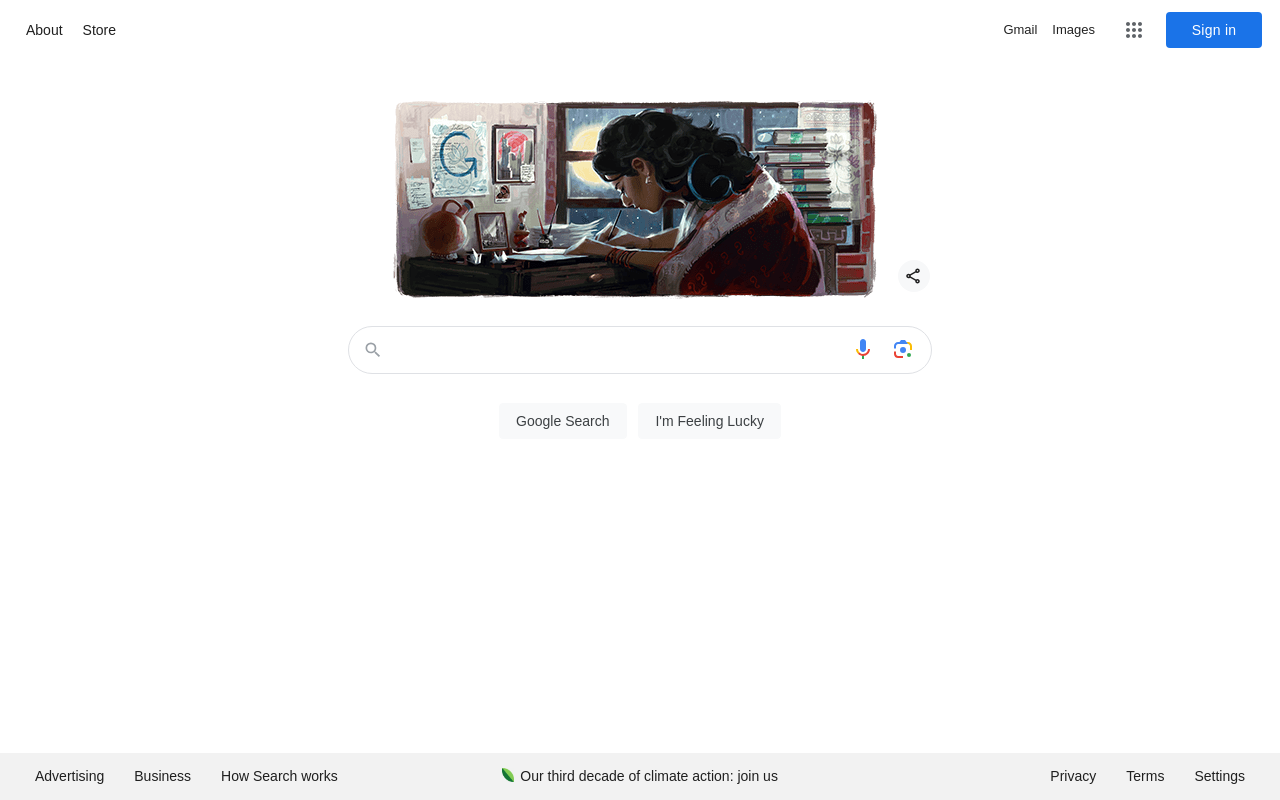 About Store
Gmail Images
Sign in
G
Google Search I'm Feeling Lucky
Advertising Business How Search works
Our third decade of climate action: join us
Privacy Terms Settings